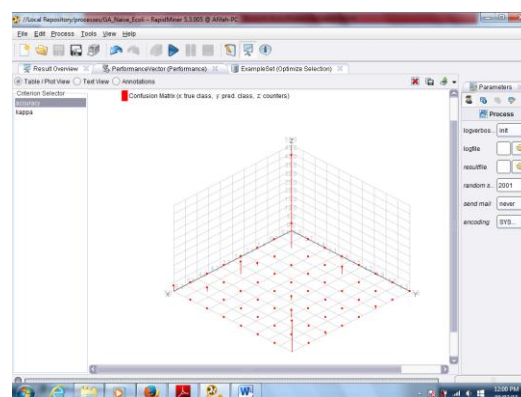 //Local Repository/processes/GA_Naive_Ecoli – RapidMiner 5.3.005 @ Afifah-PC
File Edit Process Tools View Help
Result Overview PerformanceVector (Performance) ExampleSet (Optimize Selection)
Table / Plot View Text View Annotations
Criterion Selector
accuracy
kappa
Confusion Matrix (x: true class, y: pred. class, z: counters)
Z
X
Y
Parameters
Process
logverbos... init
logfile
resultfile
random s... 2001
send mail never
encoding SYS...
12:00 PM